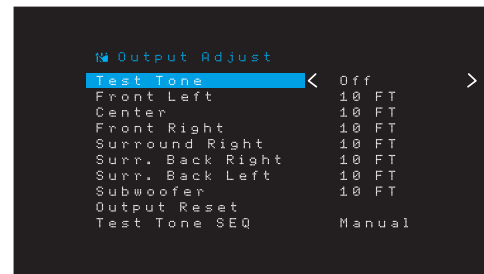 Output Adjust
Test Tone < Off >
Front Left 10 FT
Center 10 FT
Front Right 10 FT
Surround Right 10 FT
Surr. Back Right 10 FT
Surr. Back Left 10 FT
Subwoofer 10 FT
Output Reset
Test Tone SEQ Manual